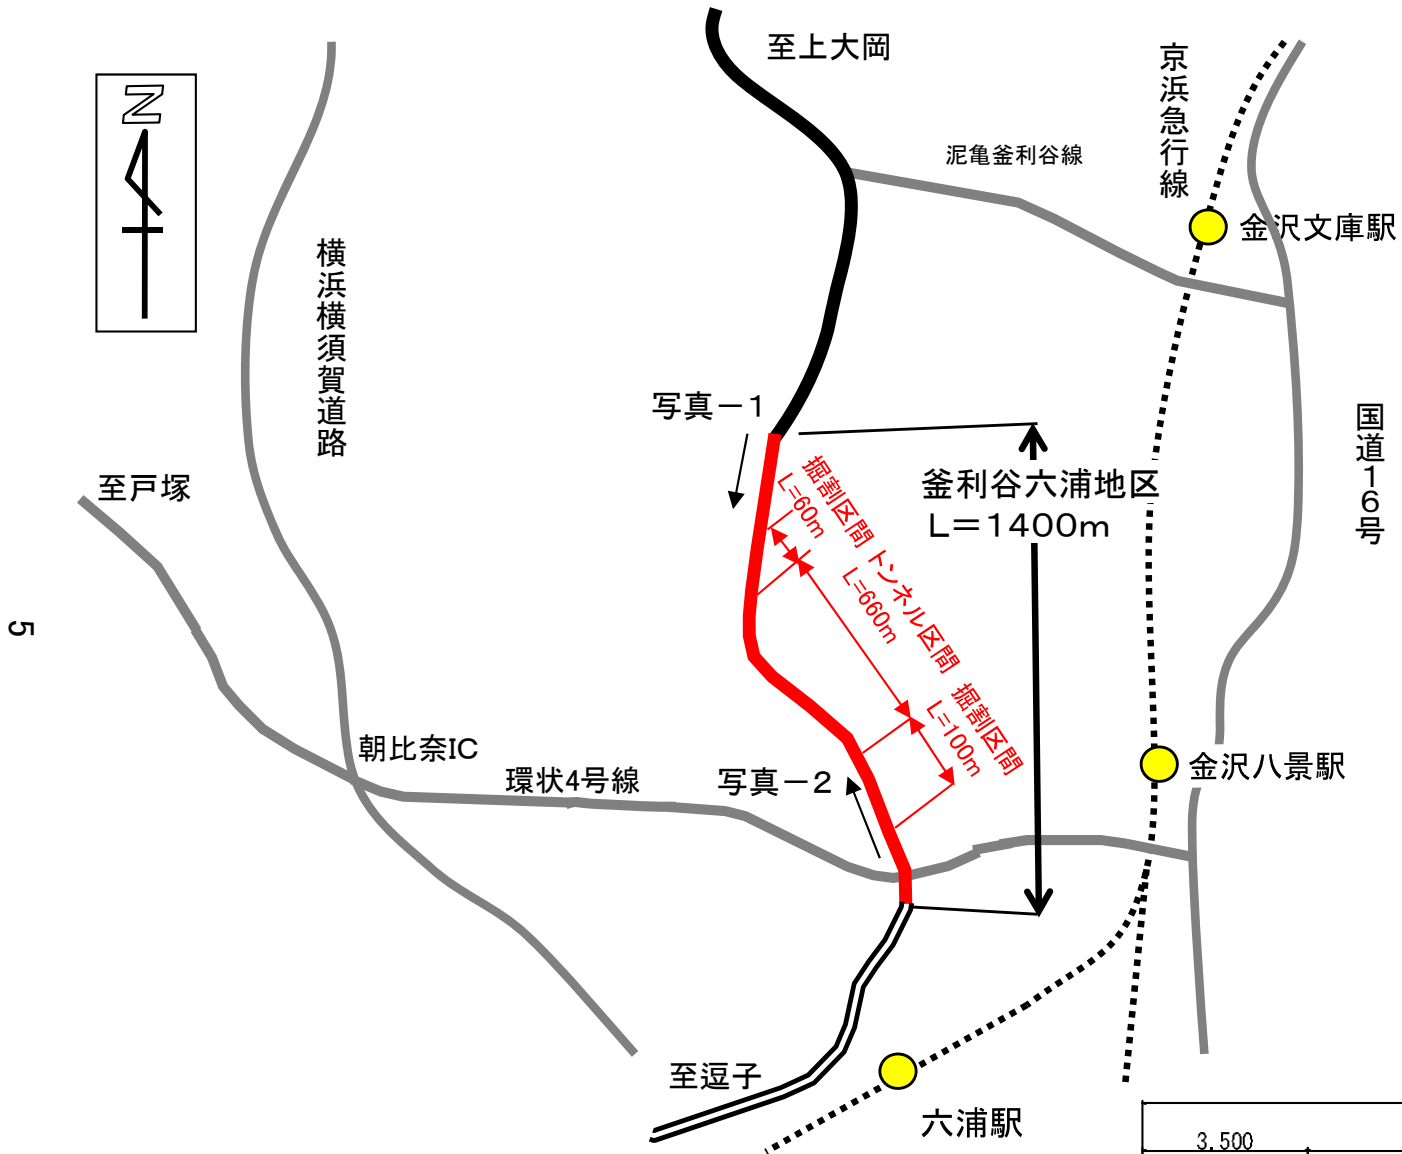 至上大岡
京浜急行線
N
泥亀釜利谷線
金沢文庫駅
横浜横須賀道路
写真－1
国道16号
至戸塚
掘割区間
L=60m
釜利谷六浦地区
L＝1400m
トンネル区間
L=660m
5
掘割区間
L=100m
朝比奈IC
環状4号線
写真－2
金沢八景駅
至逗子
六浦駅
3.500